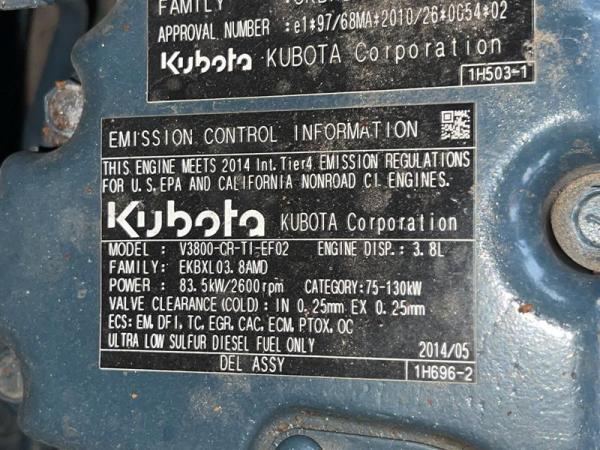 FAMILY :
APPROVAL NUMBER :e1*97/68MA*2010/26*0654*02
Kubota KUBOTA Corporation
1H503-1
EMISSION CONTROL INFORMATION
THIS ENGINE MEETS 2014 Int.Tier4 EMISSION REGULATIONS
FOR U.S.EPA AND CALIFORNIA NONROAD CI ENGINES.
Kubota KUBOTA Corporation
MODEL : V3800-CR-TI-EF02 ENGINE DISP.: 3.8L
FAMILY: EKBXL03.8AMD
POWER : 83.5kW/2600rpm CATEGORY:75-130kW
VALVE CLEARANCE(COLD): IN 0.25mm EX 0.25mm
ECS: EM,DFI,TC,EGR,CAC,ECM,PTOX,OC
ULTRA LOW SULFUR DIESEL FUEL ONLY 2014/05
DEL ASSY 1H696-2